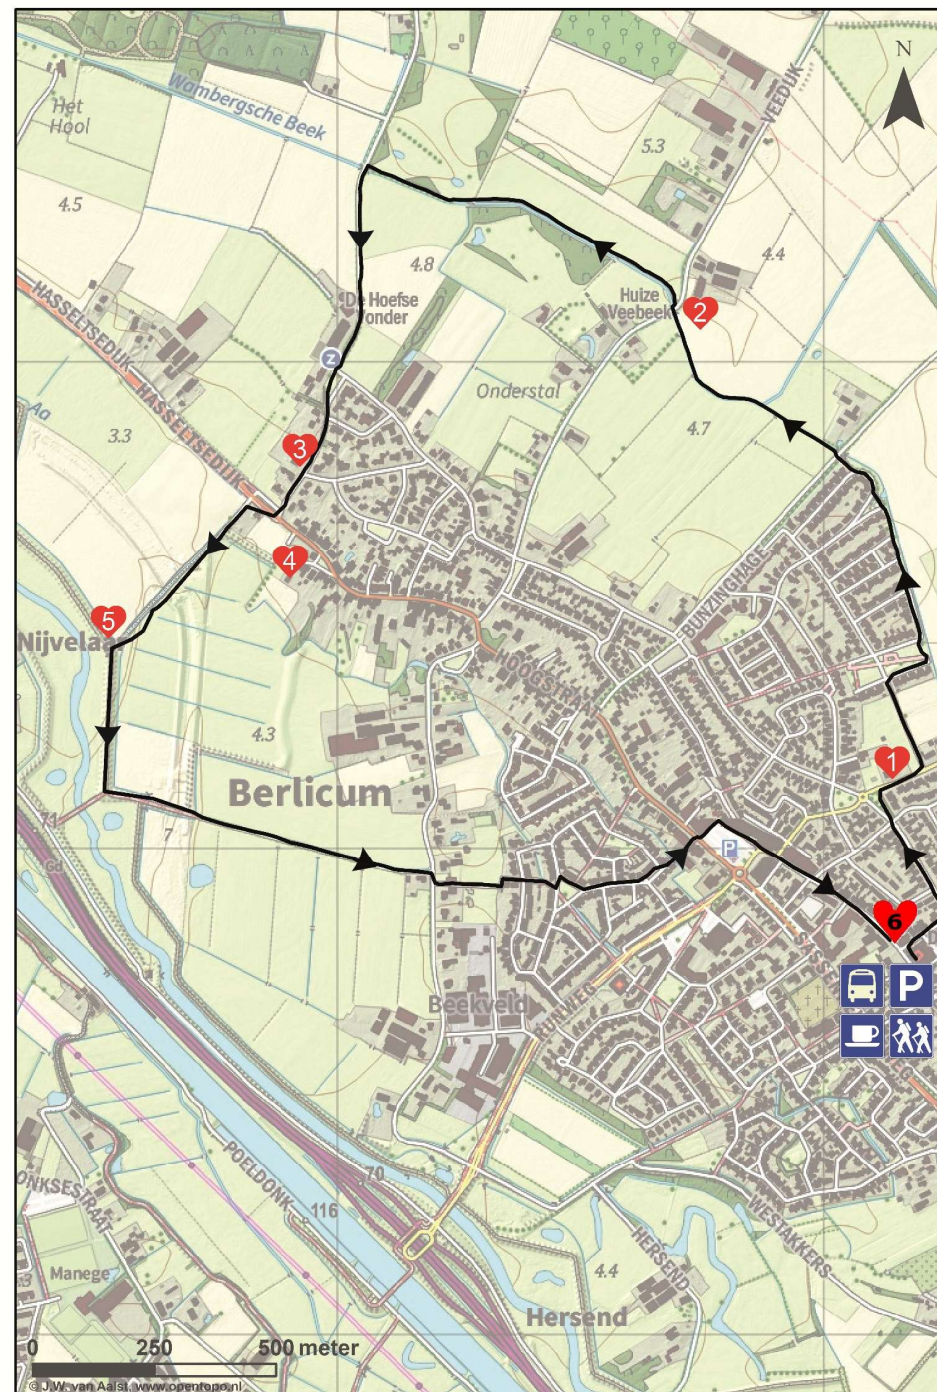 N
Het
Hool
Wambergsche Beek
VEEDIJK
5.3
4.5
4.4
4.8
HASSELTSEDIJK
De Hoefse
Vonder
Huize
Veebeek
2
Z
HASSELTSEDIJK
Onderstal
Aa
3.3
4.7
3
4
BUNZINGHAGE
5
Nijvelaar
HOOGSTRAAT
4.3
1
Berlicum
71
7
P
Gd
6
P
Beekveld
POELDONK
70
116
HERSEND
WESTAKKERS
Manege
4.4
Hersend
0 250 500 meter
© J.W. van Aalst, www.opentopo.nl